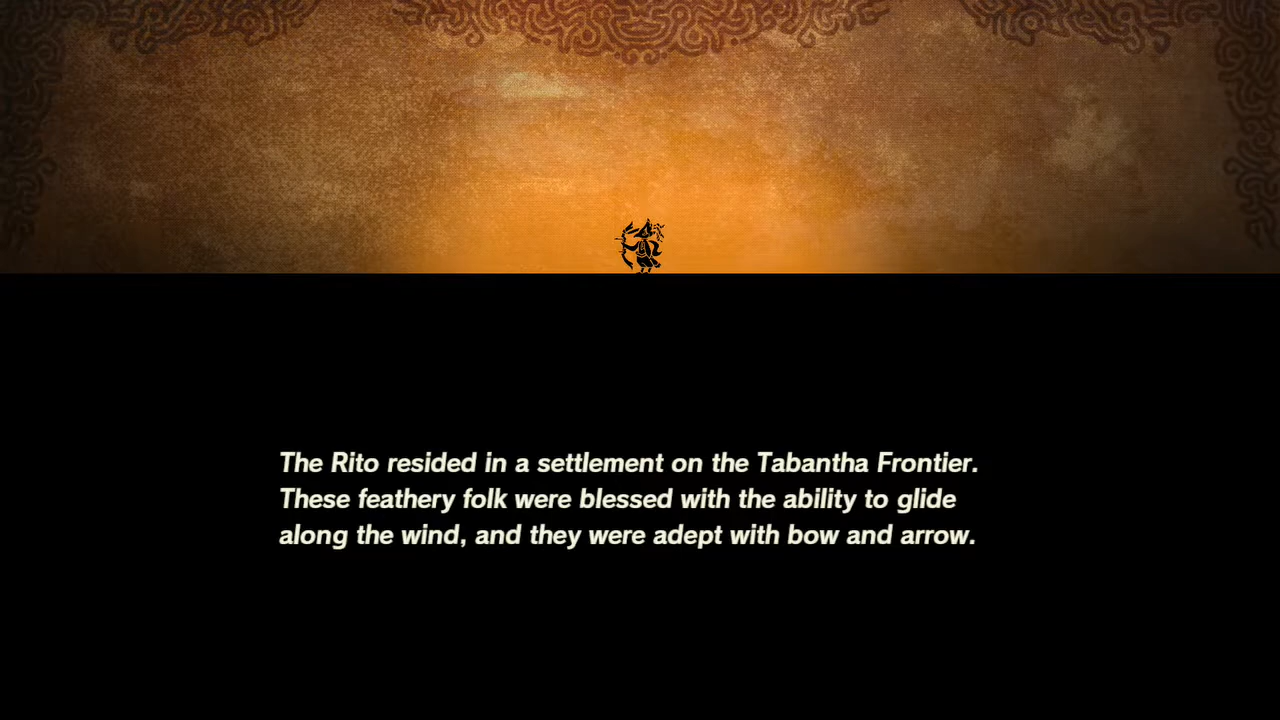 The Rito resided in a settlement on the Tabantha Frontier.
These feathery folk were blessed with the ability to glide
along the wind, and they were adept with bow and arrow.